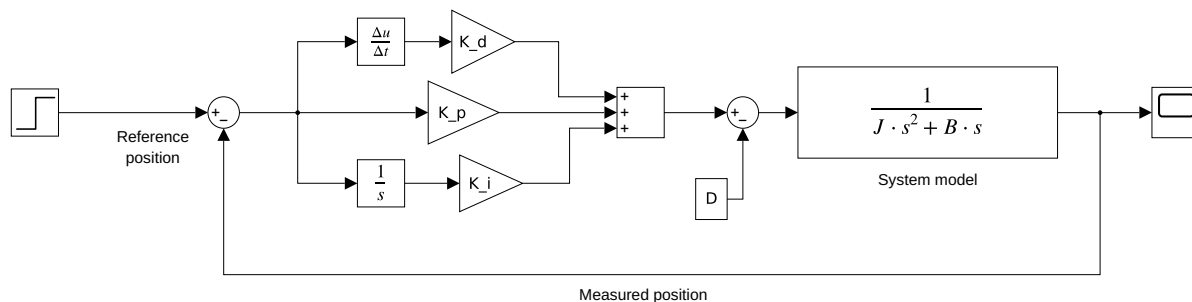 Δu
Δt
K_d
+
−
Reference
position
K_p
+
+
+
+
−
1
J · s² + B · s
System model
1
s
K_i
D
Measured position